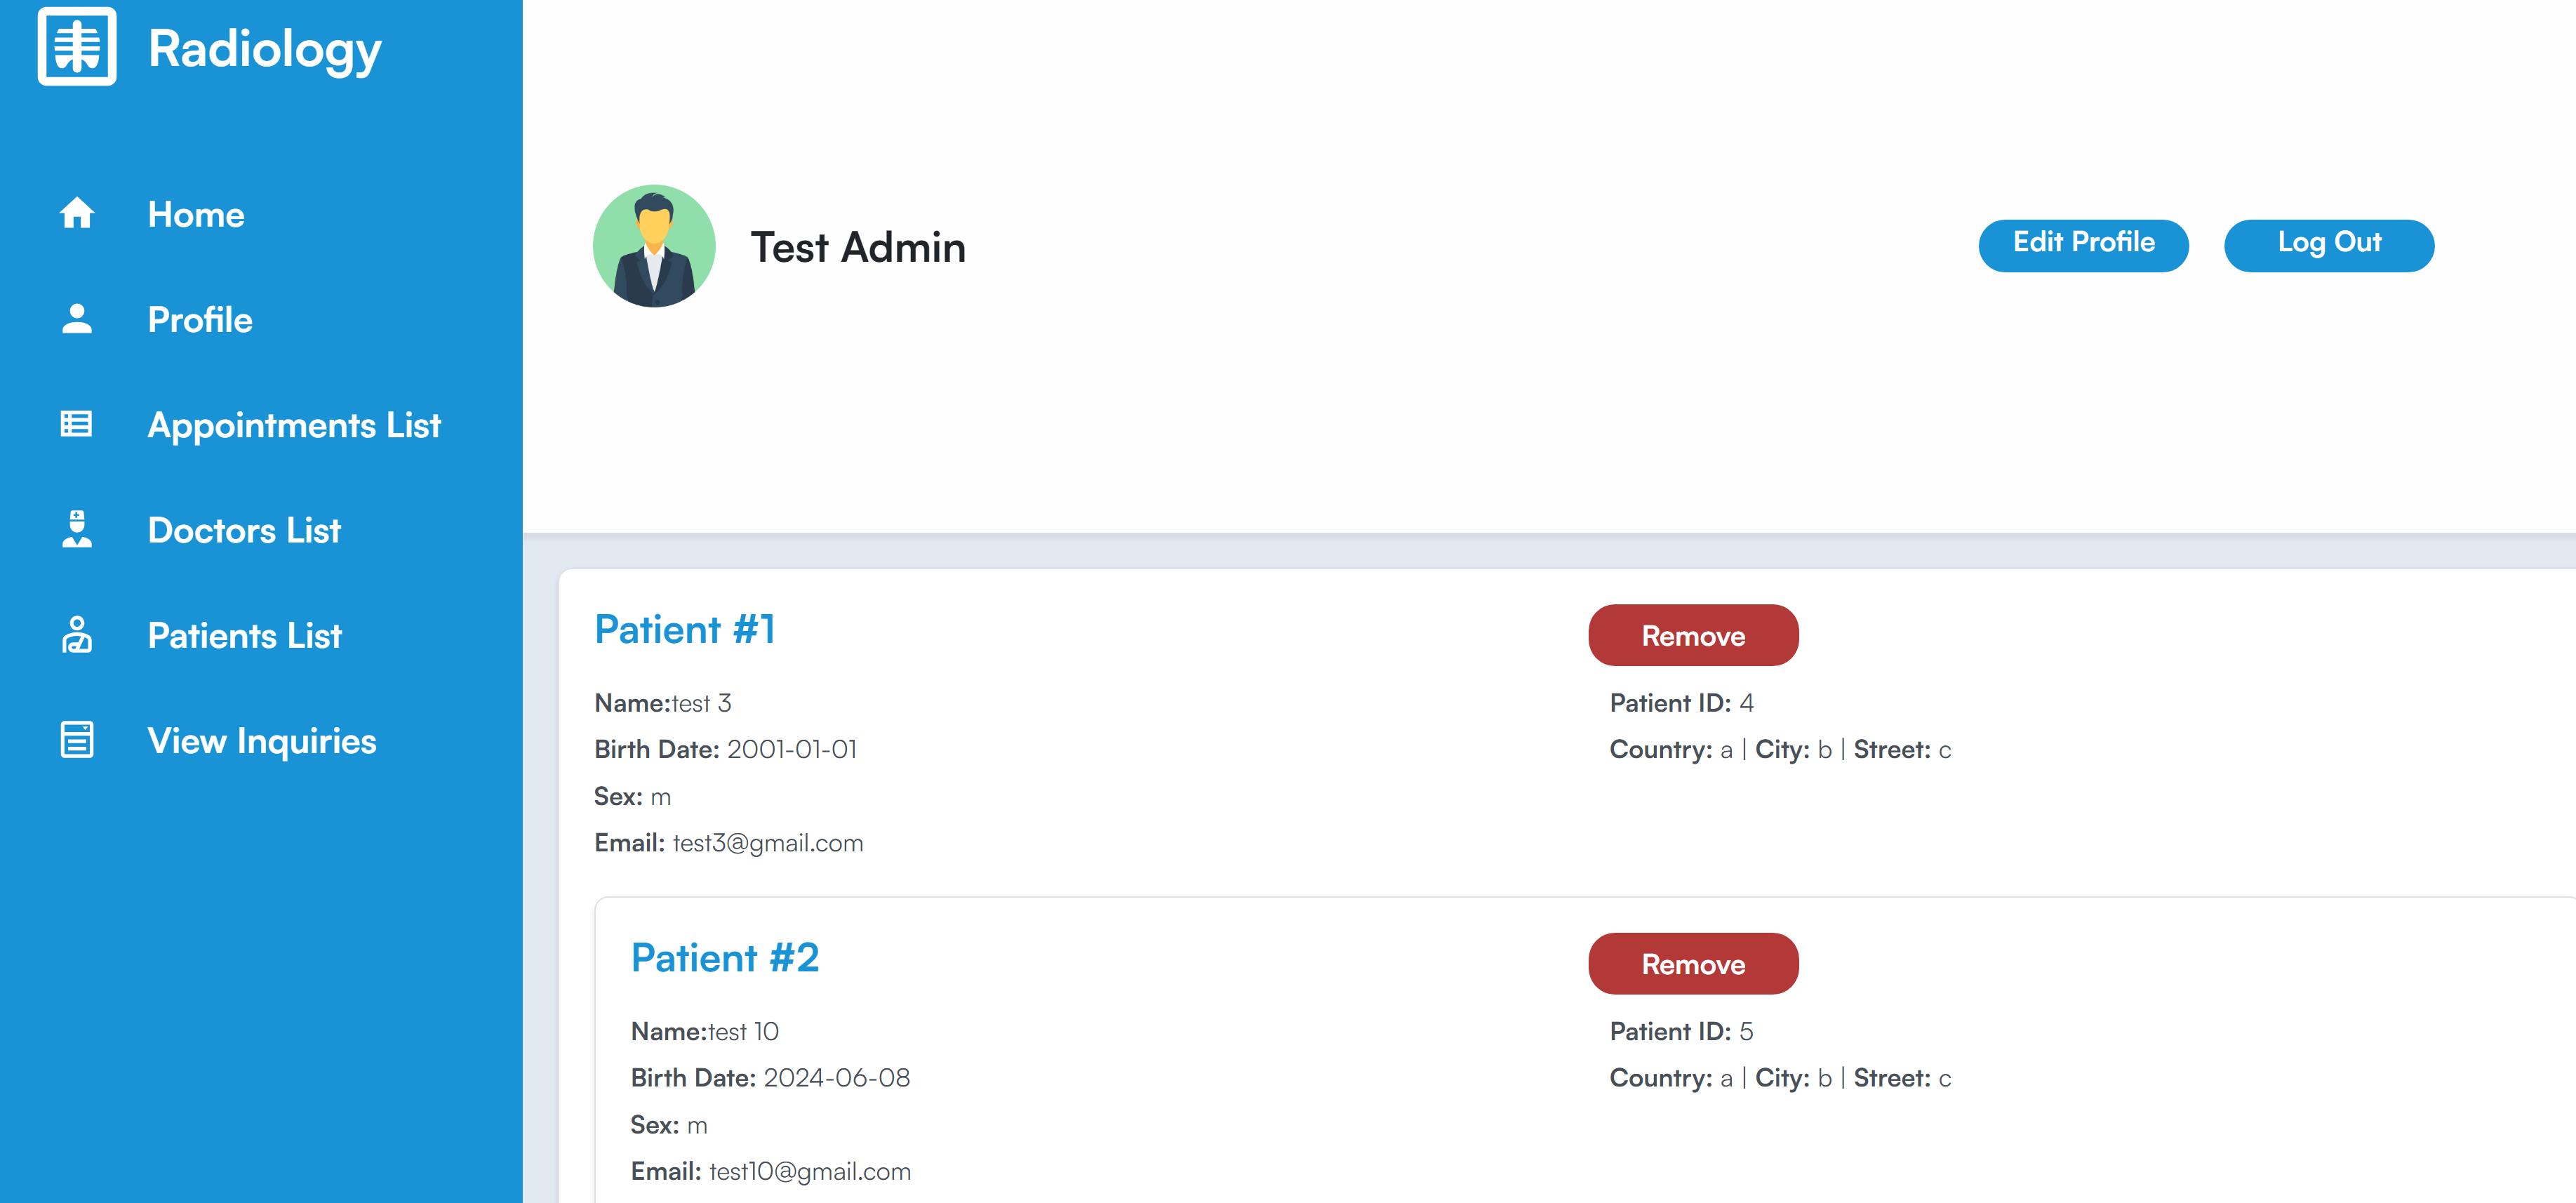 Radiology
Home
Profile
Appointments List
Doctors List
Patients List
View Inquiries
Test Admin
Edit Profile
Log Out
Patient #1
Remove
Name:test 3
Patient ID: 4
Birth Date: 2001-01-01
Country: a | City: b | Street: c
Sex: m
Email: test3@gmail.com
Patient #2
Remove
Name:test 10
Patient ID: 5
Birth Date: 2024-06-08
Country: a | City: b | Street: c
Sex: m
Email: test10@gmail.com